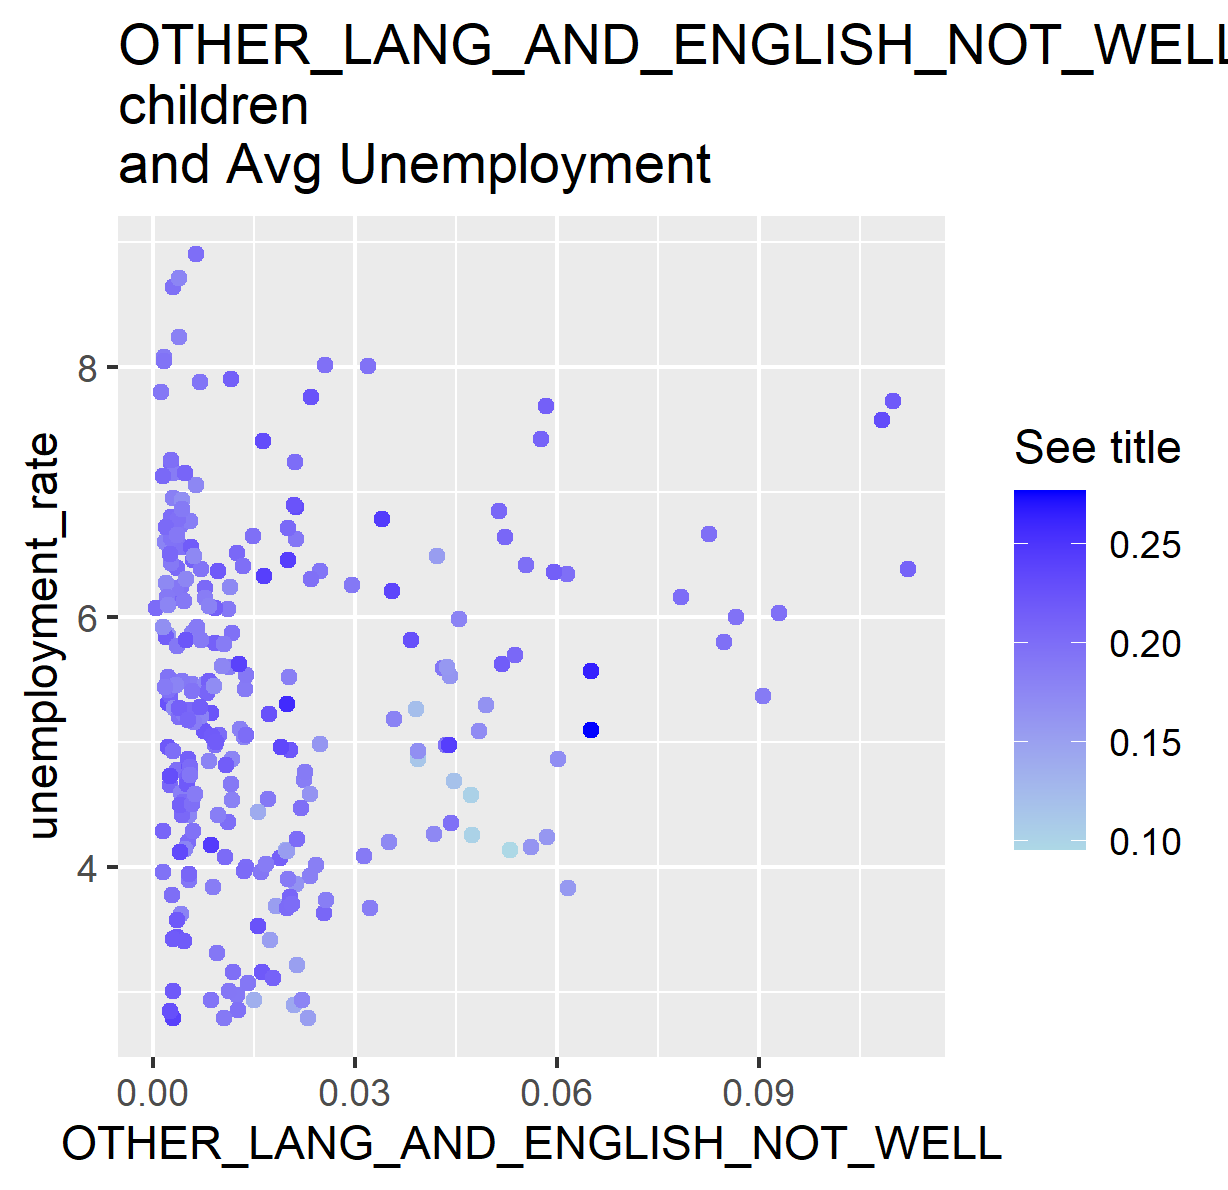 OTHER_LANG_AND_ENGLISH_NOT_WELL
children
and Avg Unemployment
unemployment_rate
8
6
4
0.00 0.03 0.06 0.09
OTHER_LANG_AND_ENGLISH_NOT_WELL
See title
0.25
0.20
0.15
0.10